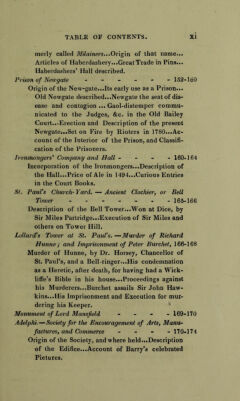 TABLE OF CONTENTS. xi
merly called Milainers...Origin of that name...
Articles of Haberdashery...Great Trade in Pins...
Haberdashers' Hall described.
Prison of Newgate - - - - - 152-160
Origin of the New-gate...Its early use as a Prison...
Old Newgate described...Newgate the seat of dis-
ease and contagion ... Gaol-distemper commu-
nicated to the Judges, &c. in the Old Bailey
Court...Erection and Description of the present
Newgate...Set on Fire by Rioters in 1780...Ac-
count of the Interior of the Prison, and Classifi-
cation of the Prisoners.
Ironmongers' Company and Hall - - - - 160-164
Incorporation of the Ironmongers...Description of
the Hall...Price of Ale in 1494...Curious Entries
in the Court Books.
St. Paul's Church-Yard. — Ancient Clochier, or Bell
Tower - - - - - 165-166
Description of the Bell Tower...Won at Dice, by
Sir Miles Partridge...Execution of Sir Miles and
others on Tower Hill.
Lollard's Tower at St. Paul's. — Murder of Richard
Hunne; and Imprisonment of Peter Burchet, 166-168
Murder of Hunne, by Dr. Horsey, Chancellor of
St. Paul's, and a Bell-ringer...His condemnation
as a Heretic, after death, for having had a Wick-
liffe's Bible in his house...Proceedings against
his Murderers...Burchet assails Sir John Haw-
kins...His Imprisonment and Execution for mur-
dering his Keeper.
Monument of Lord Mansfield - - - - 169-170
Adelphi.—Society for the Encouragement of Arts, Manu-
factures, and Commerce - - - - 170-174
Origin of the Society, and where held...Description
of the Edifice...Account of Barry's celebrated
Pictures.